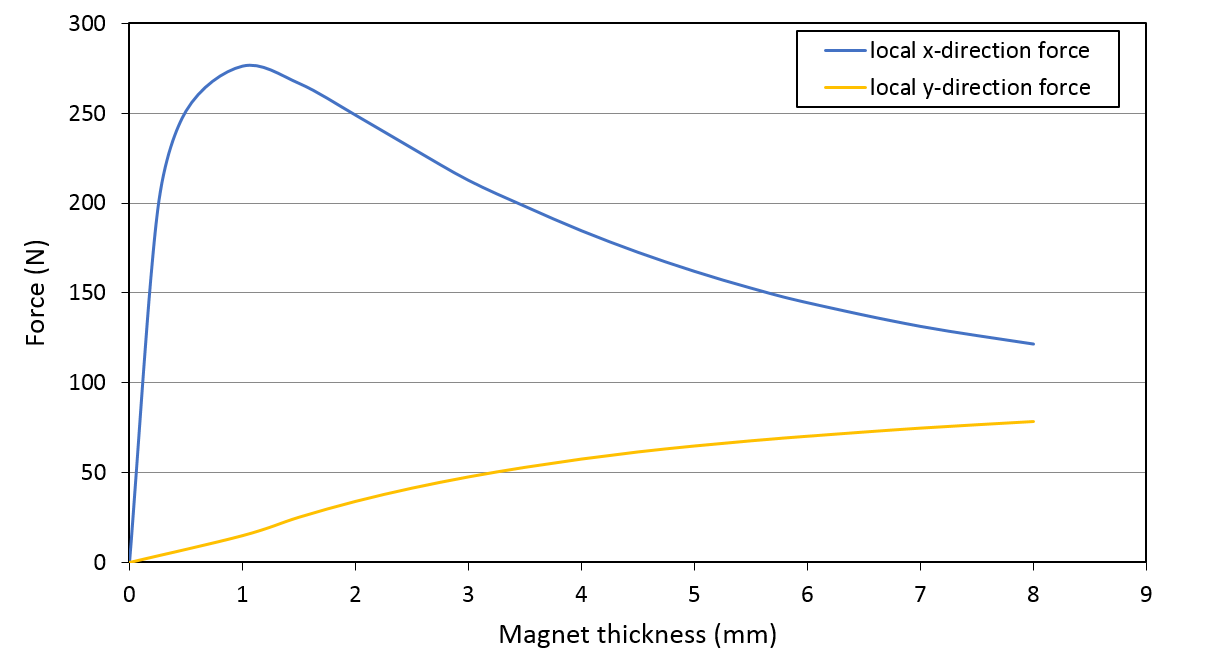 300
250
200
150
100
50
0
0 1 2 3 4 5 6 7 8 9
Force (N)
Magnet thickness (mm)
local x-direction force
local y-direction force